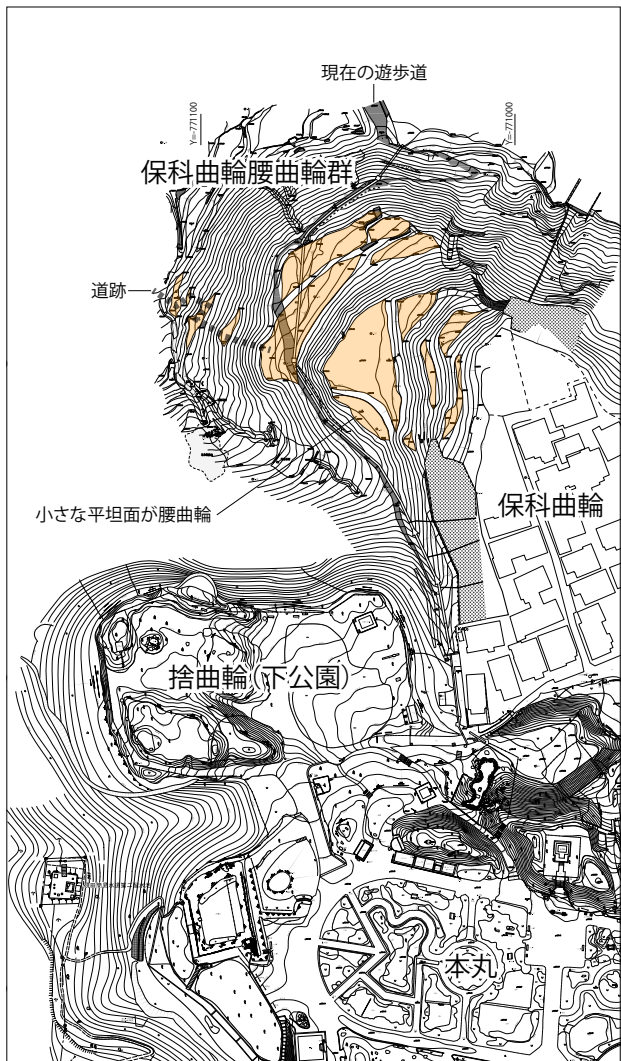 現在の遊歩道
Y=-771100
Y=-771000
保科曲輪腰曲輪群
道跡
小さな平坦面が腰曲輪
保科曲輪
捨曲輪(下公園)
本丸